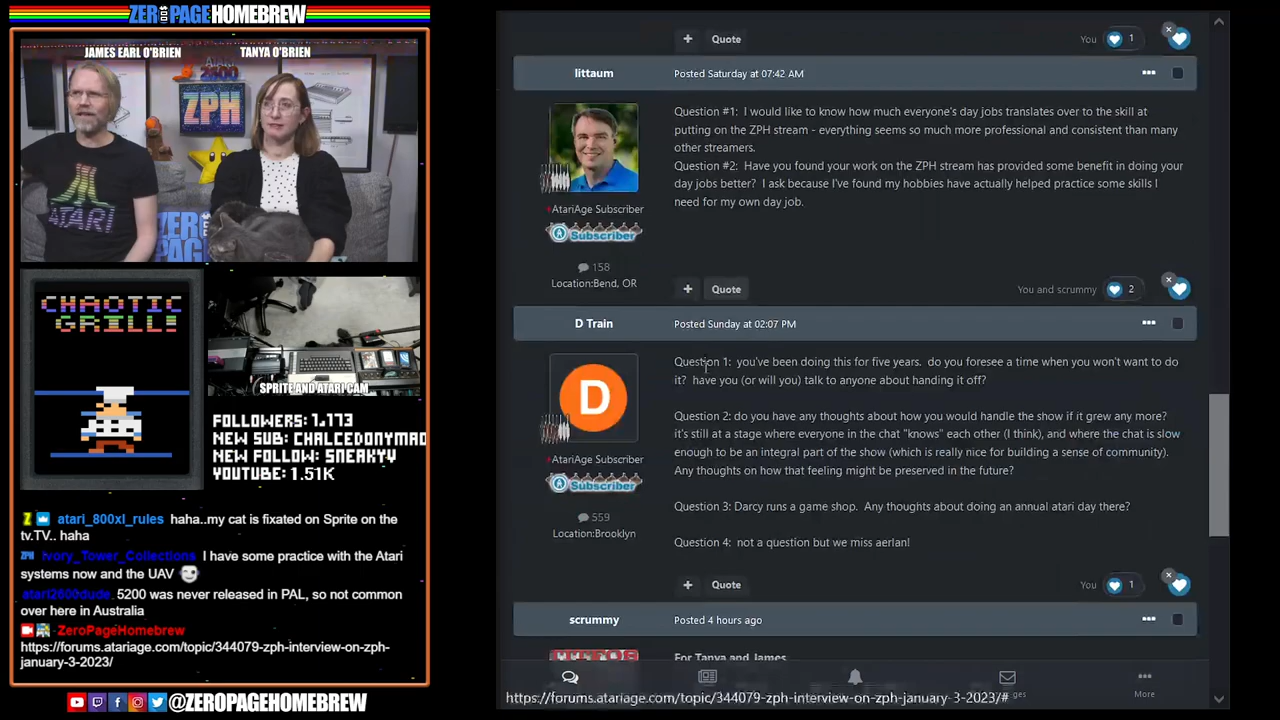 ZEROPAGEHOMEBREW
JAMES EARL O'BRIEN
TANYA O'BRIEN
ATARI
2600
ZPH
ATARI
ZERO
PAGE
CHAOTIC
GRILL!
SPRITE AND ATARI CAM
FOLLOWERS: 1,173
NEW SUB: CHALCEDONYMAD
NEW FOLLOW: SNEAKYY
YOUTUBE: 1.51K
atari_800xl_rules haha..my cat is fixated on Sprite on the
tv.TV.. haha
Ivory_Tower_Collections I have some practice with the Atari
systems now and the UAV
atari2600dude 5200 was never released in PAL, so not common
over here in Australia
ZeroPageHomebrew
https://forums.atariage.com/topic/344079-zph-interview-on-zph-
january-3-2023/
@ZEROPAGEHOMEBREW
+ Quote
You 1
littaum
Posted Saturday at 07:42 AM
Question #1: I would like to know how much everyone's day jobs translates over to the skill at
putting on the ZPH stream - everything seems so much more professional and consistent than many
other streamers.
Question #2: Have you found your work on the ZPH stream has provided some benefit in doing your
day jobs better? I ask because I've found my hobbies have actually helped practice some skills I
need for my own day job.
AtariAge Subscriber
Subscriber
158
Location:Bend, OR
+ Quote
You and scrummy 2
D Train
Posted Sunday at 02:07 PM
D
Question 1: you've been doing this for five years. do you foresee a time when you won't want to do
it? have you (or will you) talk to anyone about handing it off?
Question 2: do you have any thoughts about how you would handle the show if it grew any more?
it's still at a stage where everyone in the chat "knows" each other (I think), and where the chat is slow
enough to be an integral part of the show (which is really nice for building a sense of community).
Any thoughts on how that feeling might be preserved in the future?
Question 3: Darcy runs a game shop. Any thoughts about doing an annual atari day there?
Question 4: not a question but we miss aerlan!
AtariAge Subscriber
Subscriber
559
Location:Brooklyn
+ Quote
You 1
scrummy
Posted 4 hours ago
For Tanya and James
https://forums.atariage.com/topic/344079-zph-interview-on-zph-january-3-2023/#
More